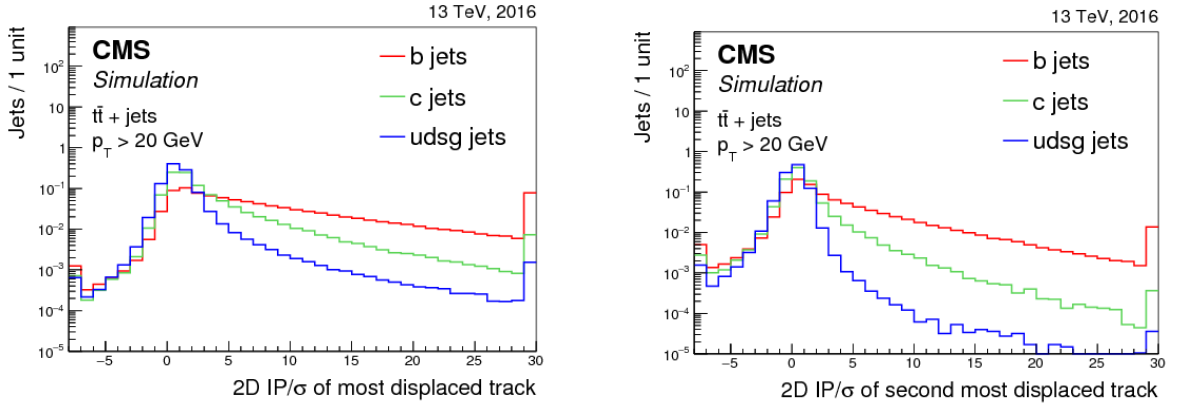 13 TeV, 2016
Jets / 1 unit
CMS
Simulation
tt̄ + jets
p_T > 20 GeV
b jets
c jets
udsg jets
10²
10
1
10⁻¹
10⁻²
10⁻³
10⁻⁴
10⁻⁵
−5 0 5 10 15 20 25 30
2D IP/σ of most displaced track
13 TeV, 2016
Jets / 1 unit
CMS
Simulation
tt̄ + jets
p_T > 20 GeV
b jets
c jets
udsg jets
10²
10
1
10⁻¹
10⁻²
10⁻³
10⁻⁴
10⁻⁵
−5 0 5 10 15 20 25 30
2D IP/σ of second most displaced track